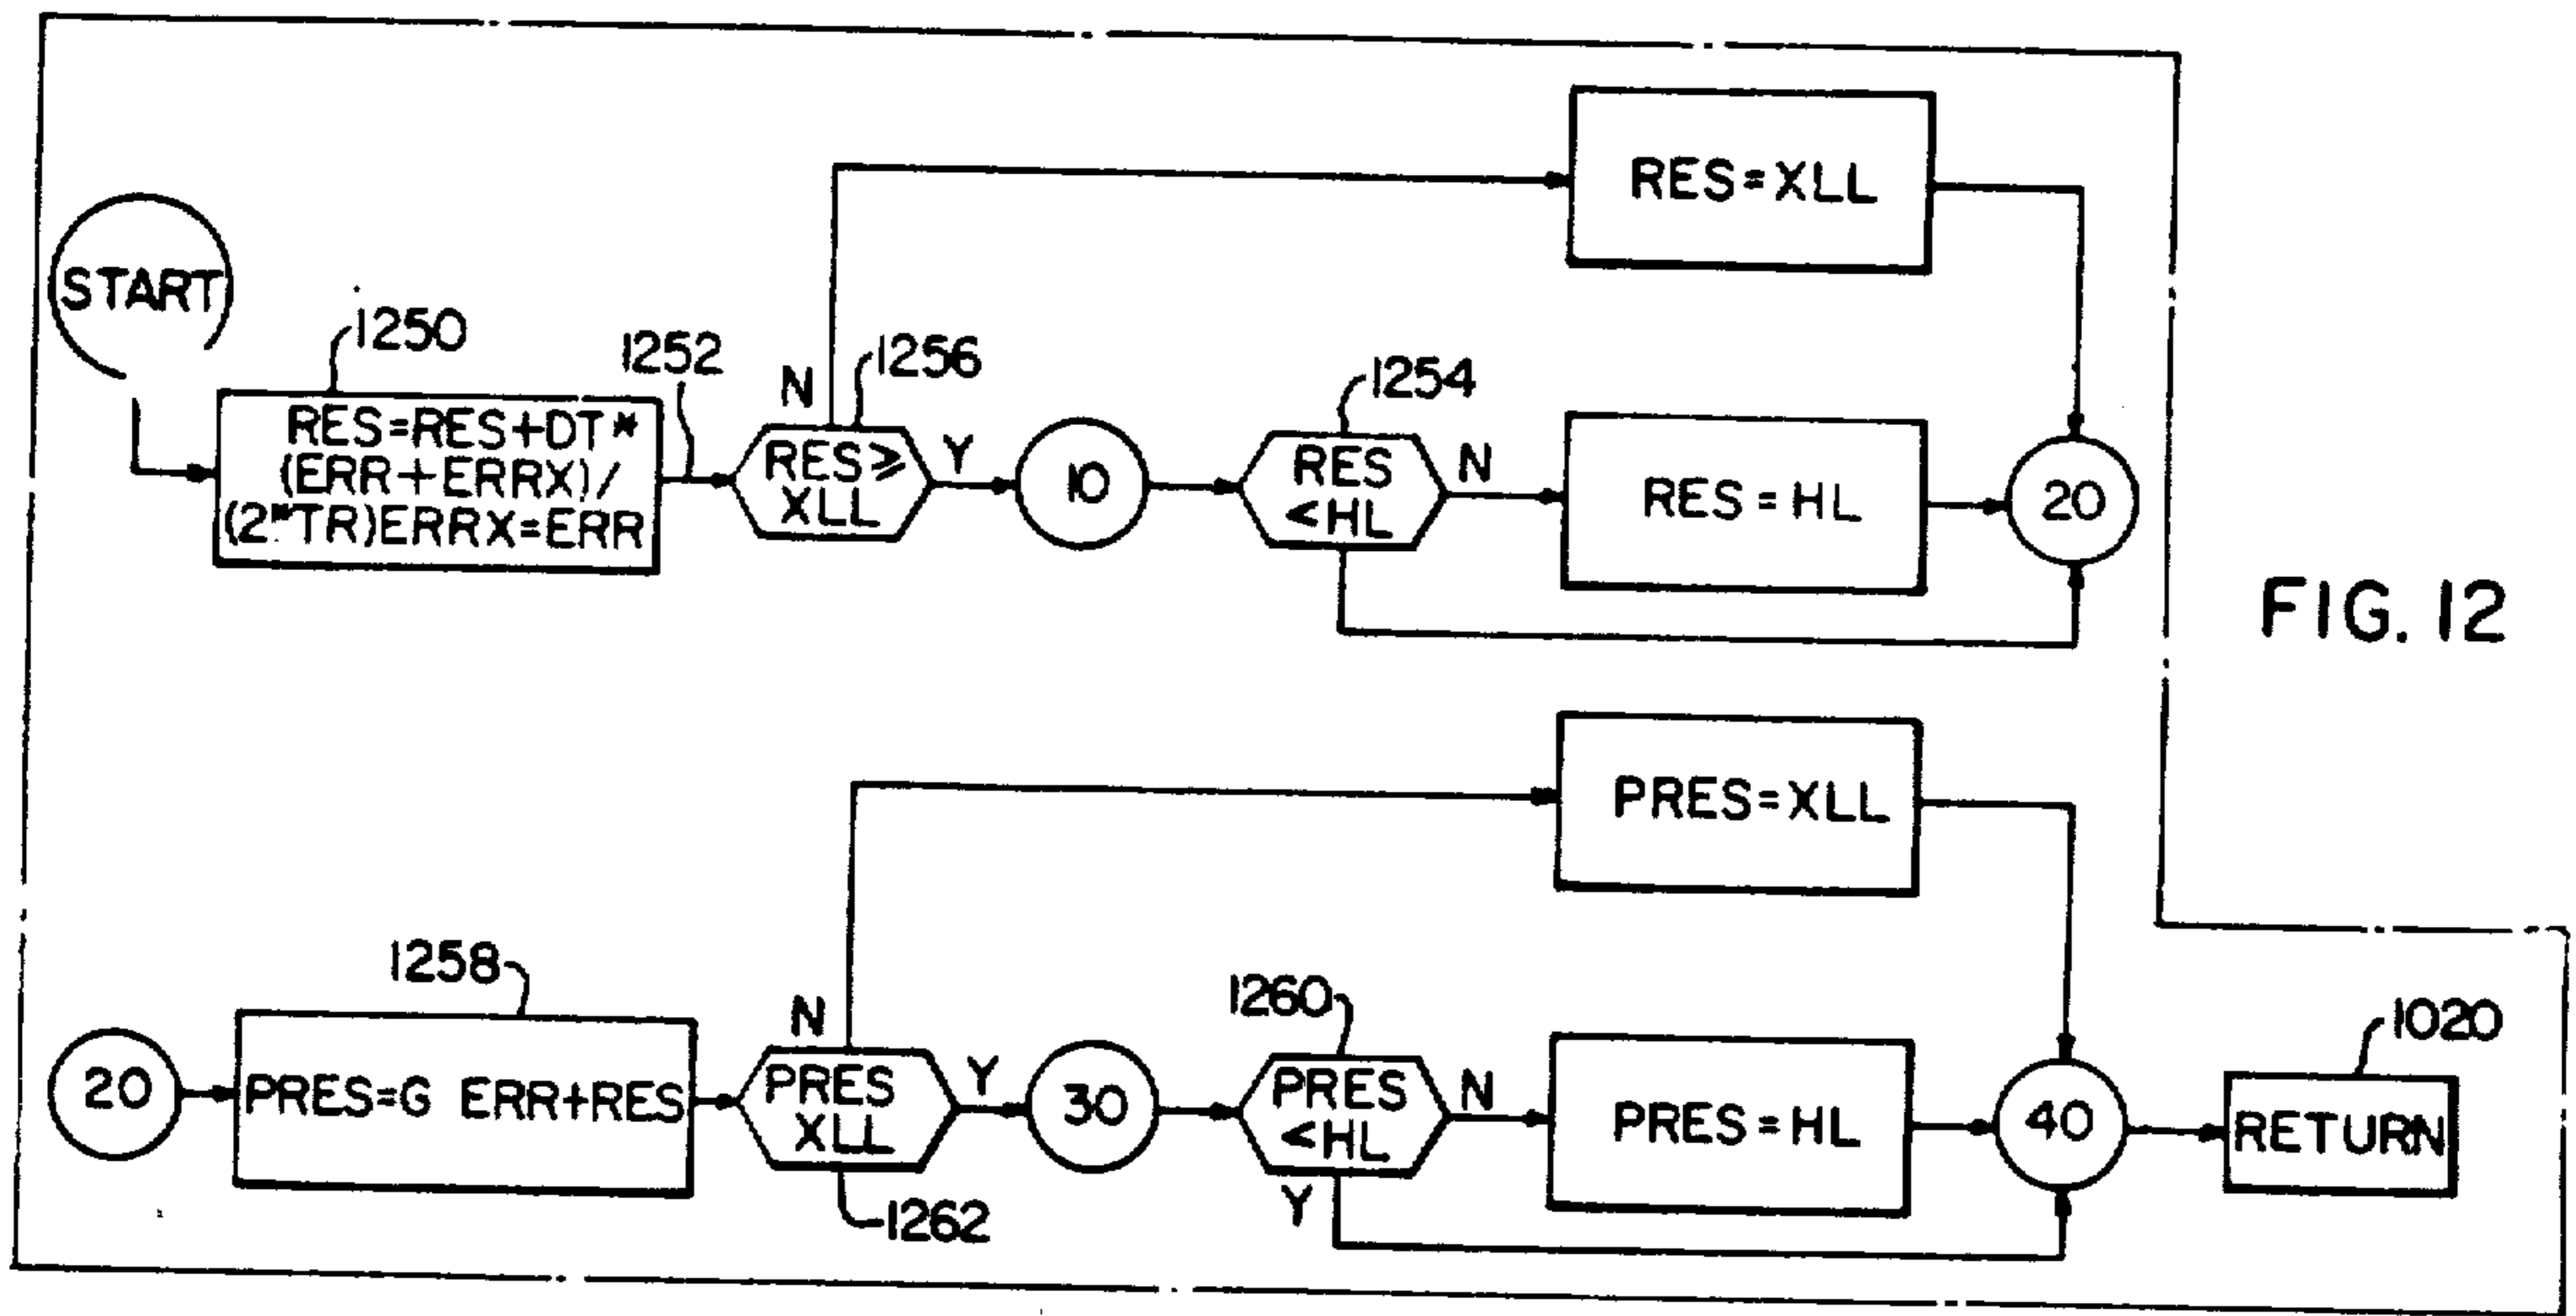 RES=XLL
START
1250
1252
N
1256
1254
RES=RES+DT*
(ERR+ERRX)/
(2*TR)ERRX=ERR
RES≥
XLL
Y
10
RES
<HL
N
RES=HL
20
FIG. 12
PRES=XLL
1258
N
1260
1020
20
PRES=G ERR+RES
PRES
XLL
Y
30
PRES
<HL
N
PRES=HL
40
RETURN
1262
Y